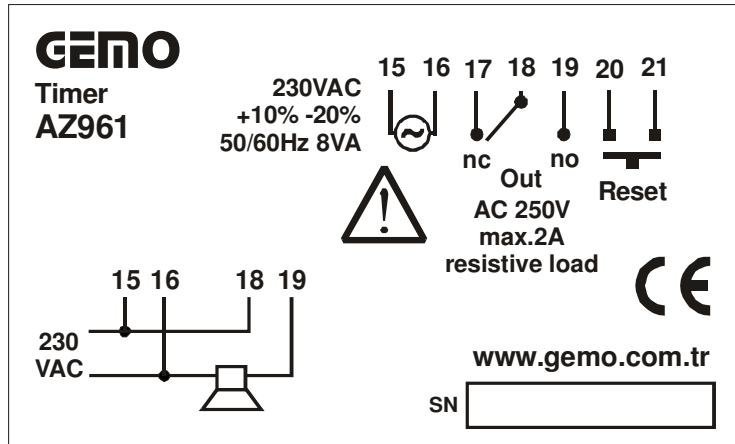 GEMO
Timer
AZ961
230VAC
+10% -20%
50/60Hz 8VA
15 16 17 18 19 20 21
nc
no
Out
AC 250V
max.2A
resistive load
Reset
!
CE
15 16 18 19
230
VAC
www.gemo.com.tr
SN